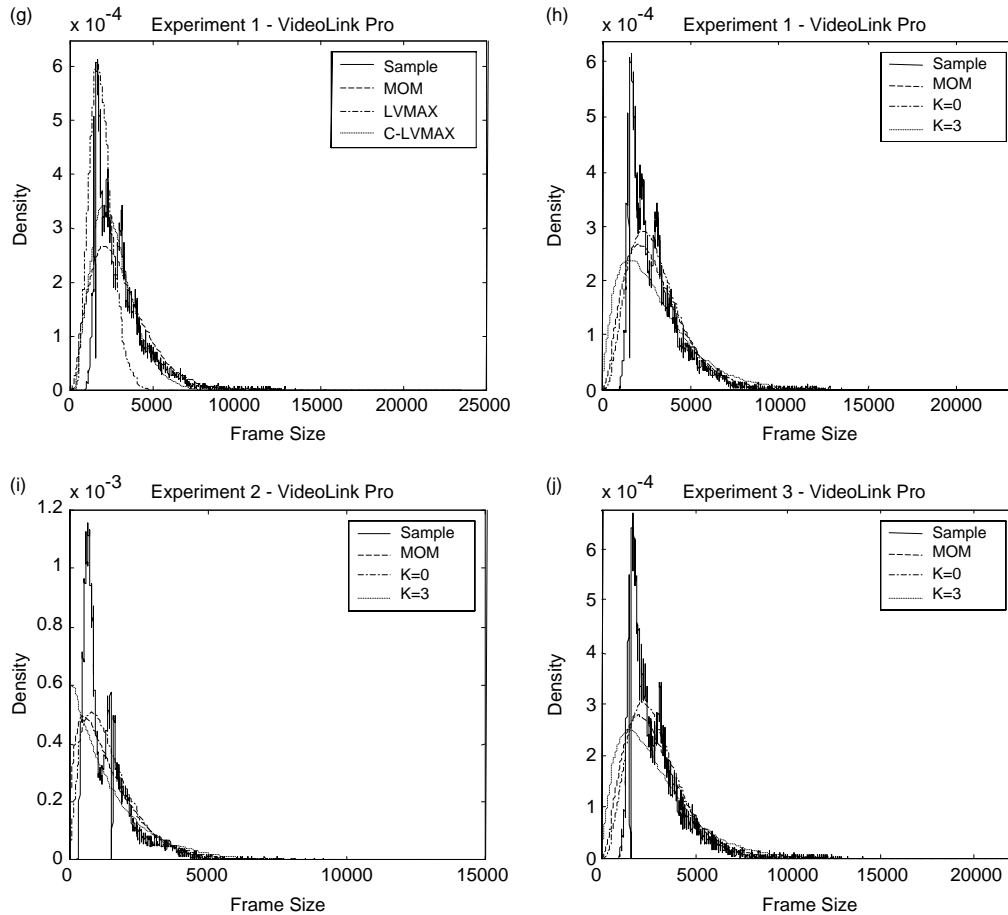 (g)
x 10-4
Experiment 1 - VideoLink Pro
6
5
4
3
2
1
0
Density
0
5000
10000
15000
20000
25000
Frame Size
Sample
MOM
LVMAX
C-LVMAX
(h)
x 10-4
Experiment 1 - VideoLink Pro
6
5
4
3
2
1
0
Density
0
5000
10000
15000
20000
Frame Size
Sample
MOM
K=0
K=3
(i)
x 10-3
Experiment 2 - VideoLink Pro
1.2
1
0.8
0.6
0.4
0.2
0
Density
0
5000
10000
15000
Frame Size
Sample
MOM
K=0
K=3
(j)
x 10-4
Experiment 3 - VideoLink Pro
6
5
4
3
2
1
0
Density
0
5000
10000
15000
20000
Frame Size
Sample
MOM
K=0
K=3